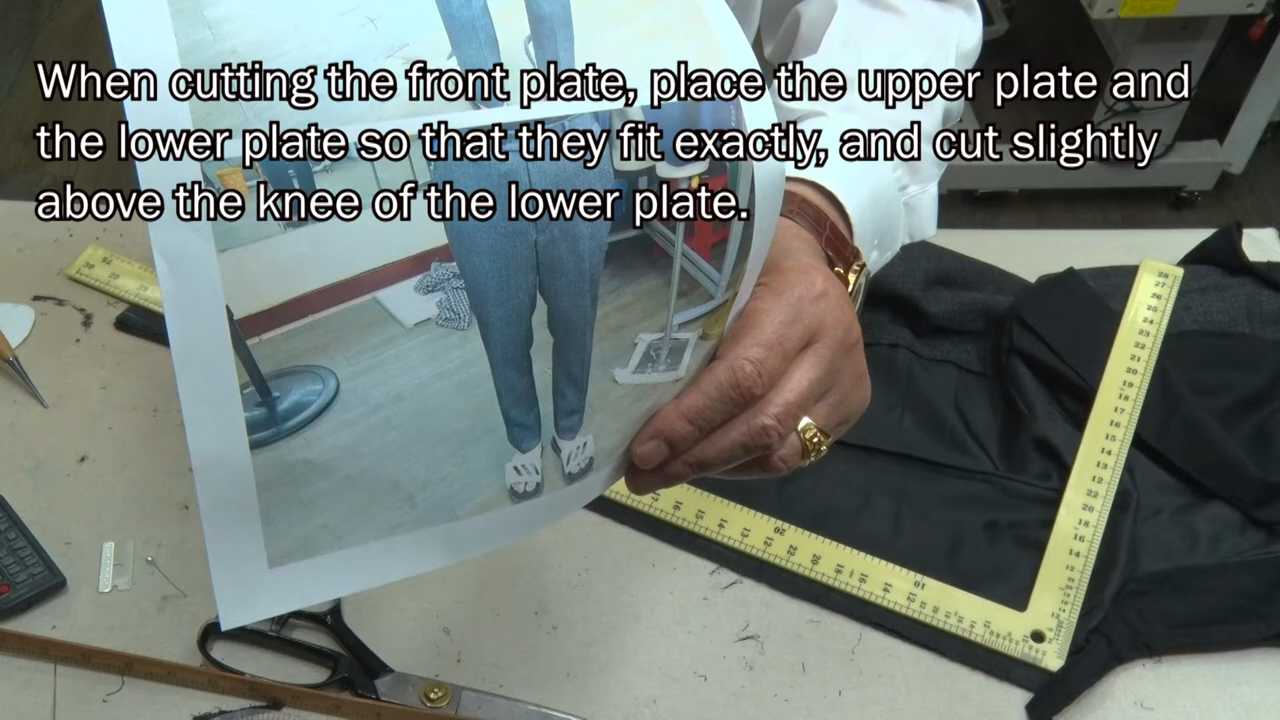 When cutting the front plate, place the upper plate and
the lower plate so that they fit exactly, and cut slightly
above the knee of the lower plate.